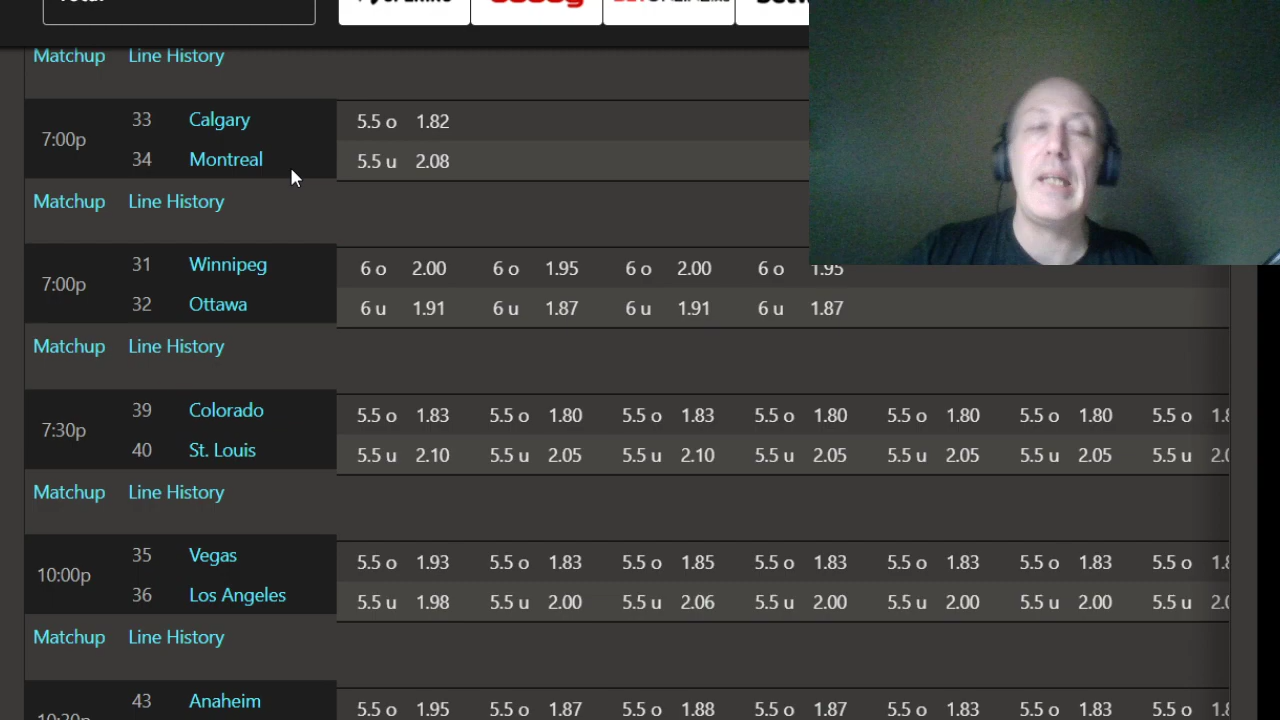 Matchup Line History
7:00p 33 Calgary 5.5 o 1.82
34 Montreal 5.5 u 2.08
Matchup Line History
7:00p 31 Winnipeg 6 o 2.00 6 o 1.95 6 o 2.00 6 o 1.95
32 Ottawa 6 u 1.91 6 u 1.87 6 u 1.91 6 u 1.87
Matchup Line History
7:30p 39 Colorado 5.5 o 1.83 5.5 o 1.80 5.5 o 1.83 5.5 o 1.80 5.5 o 1.80 5.5 o 1.80 5.5 o
40 St. Louis 5.5 u 2.10 5.5 u 2.05 5.5 u 2.10 5.5 u 2.05 5.5 u 2.05 5.5 u 2.05 5.5 u
Matchup Line History
10:00p 35 Vegas 5.5 o 1.93 5.5 o 1.83 5.5 o 1.85 5.5 o 1.83 5.5 o 1.83 5.5 o 1.83 5.5 o
36 Los Angeles 5.5 u 1.98 5.5 u 2.00 5.5 u 2.06 5.5 u 2.00 5.5 u 2.00 5.5 u 2.00 5.5 u
Matchup Line History
43 Anaheim 5.5 o 1.95 5.5 o 1.87 5.5 o 1.88 5.5 o 1.87 5.5 o 1.83 5.5 o 1.83 5.5 o